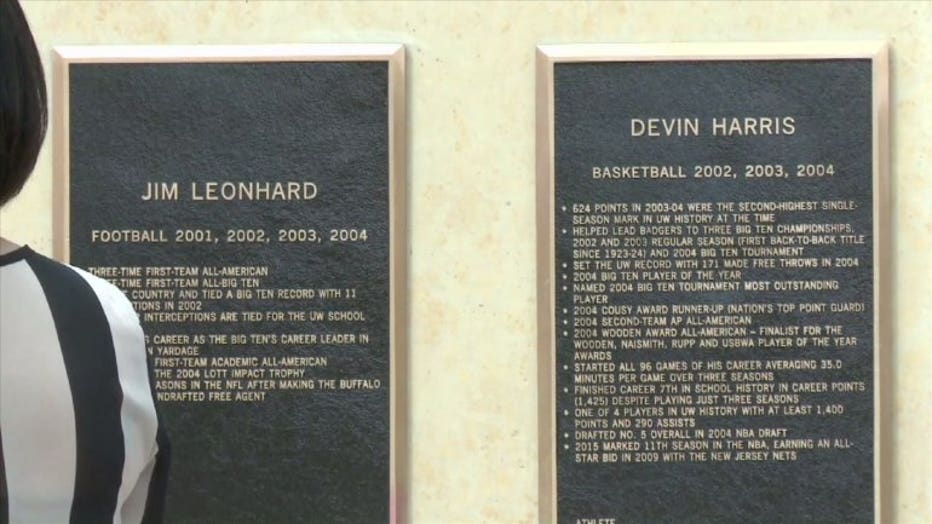 JIM LEONHARD
FOOTBALL 2001, 2002, 2003, 2004
THREE-TIME FIRST-TEAM ALL-AMERICAN
E-TIME FIRST-TEAM ALL-BIG TEN
COUNTRY AND TIED A BIG TEN RECORD WITH 11
TIONS IN 2002
INTERCEPTIONS ARE TIED FOR THE UW SCHOOL
CAREER AS THE BIG TEN'S CAREER LEADER IN
N YARDAGE
FIRST-TEAM ACADEMIC ALL-AMERICAN
THE 2004 LOTT IMPACT TROPHY
ASONS IN THE NFL AFTER MAKING THE BUFFALO
NDRAFTED FREE AGENT
DEVIN HARRIS
BASKETBALL 2002, 2003, 2004
• 624 POINTS IN 2003-04 WERE THE SECOND-HIGHEST SINGLE-
SEASON MARK IN UW HISTORY AT THE TIME
• HELPED LEAD BADGERS TO THREE BIG TEN CHAMPIONSHIPS,
2002 AND 2003 REGULAR SEASON (FIRST BACK-TO-BACK TITLE
SINCE 1923-24) AND 2004 BIG TEN TOURNAMENT
• SET THE UW RECORD WITH 171 MADE FREE THROWS IN 2004
• 2004 BIG TEN PLAYER OF THE YEAR
• NAMED 2004 BIG TEN TOURNAMENT MOST OUTSTANDING
PLAYER
• 2004 COUSY AWARD RUNNER-UP (NATION'S TOP POINT GUARD)
• 2004 SECOND-TEAM AP ALL-AMERICAN
• 2004 WOODEN AWARD ALL-AMERICAN – FINALIST FOR THE
WOODEN, NAISMITH, RUPP AND USBWA PLAYER OF THE YEAR
AWARDS
• STARTED ALL 96 GAMES OF HIS CAREER AVERAGING 35.0
MINUTES PER GAME OVER THREE SEASONS
• FINISHED CAREER 7TH IN SCHOOL HISTORY IN CAREER POINTS
(1,425) DESPITE PLAYING JUST THREE SEASONS
• ONE OF 4 PLAYERS IN UW HISTORY WITH AT LEAST 1,400
POINTS AND 290 ASSISTS
• DRAFTED NO. 5 OVERALL IN 2004 NBA DRAFT
• 2015 MARKED 11TH SEASON IN THE NBA, EARNING AN ALL-
STAR BID IN 2009 WITH THE NEW JERSEY NETS
ATHLETE